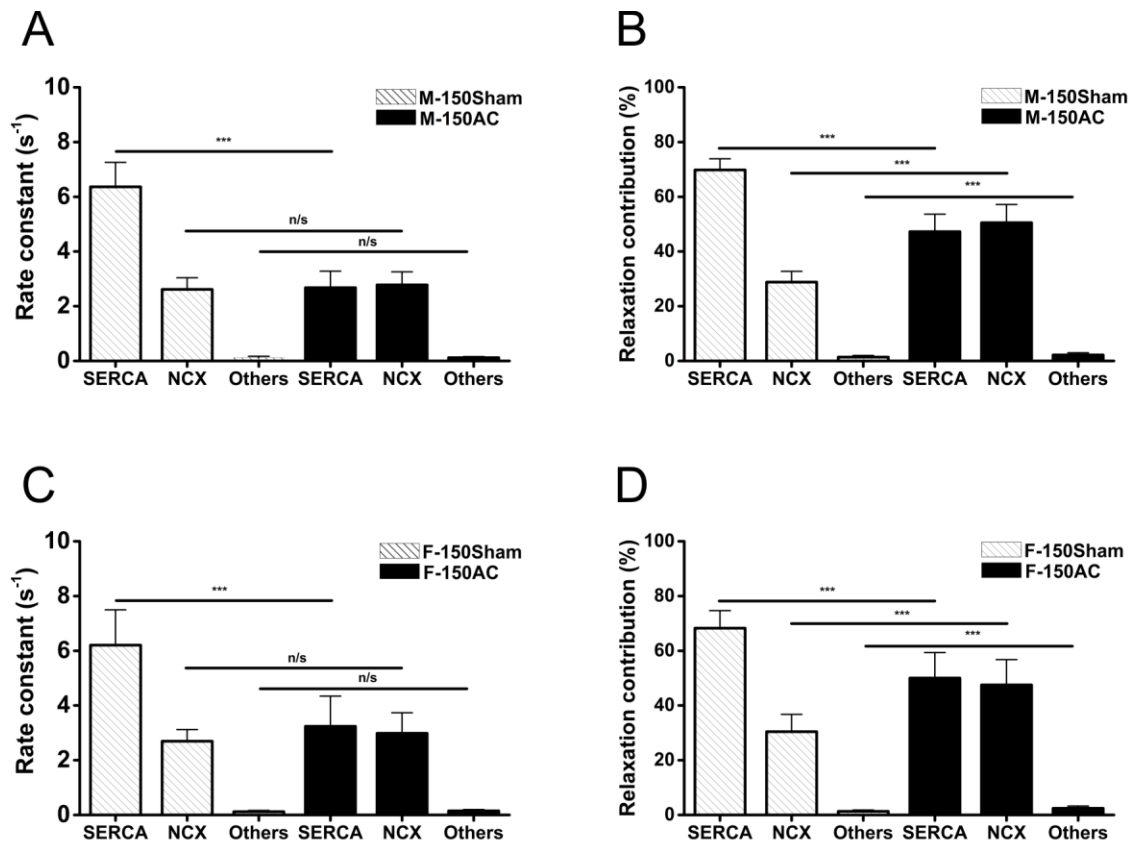 A
Rate constant (s⁻¹)
10
8
6
4
2
0
M-150Sham
M-150AC
***
n/s
n/s
SERCA NCX Others SERCA NCX Others
B
Relaxation contribution (%)
100
80
60
40
20
0
M-150Sham
M-150AC
***
***
***
SERCA NCX Others SERCA NCX Others
C
Rate constant (s⁻¹)
10
8
6
4
2
0
F-150Sham
F-150AC
***
n/s
n/s
SERCA NCX Others SERCA NCX Others
D
Relaxation contribution (%)
100
80
60
40
20
0
F-150Sham
F-150AC
***
***
***
SERCA NCX Others SERCA NCX Others